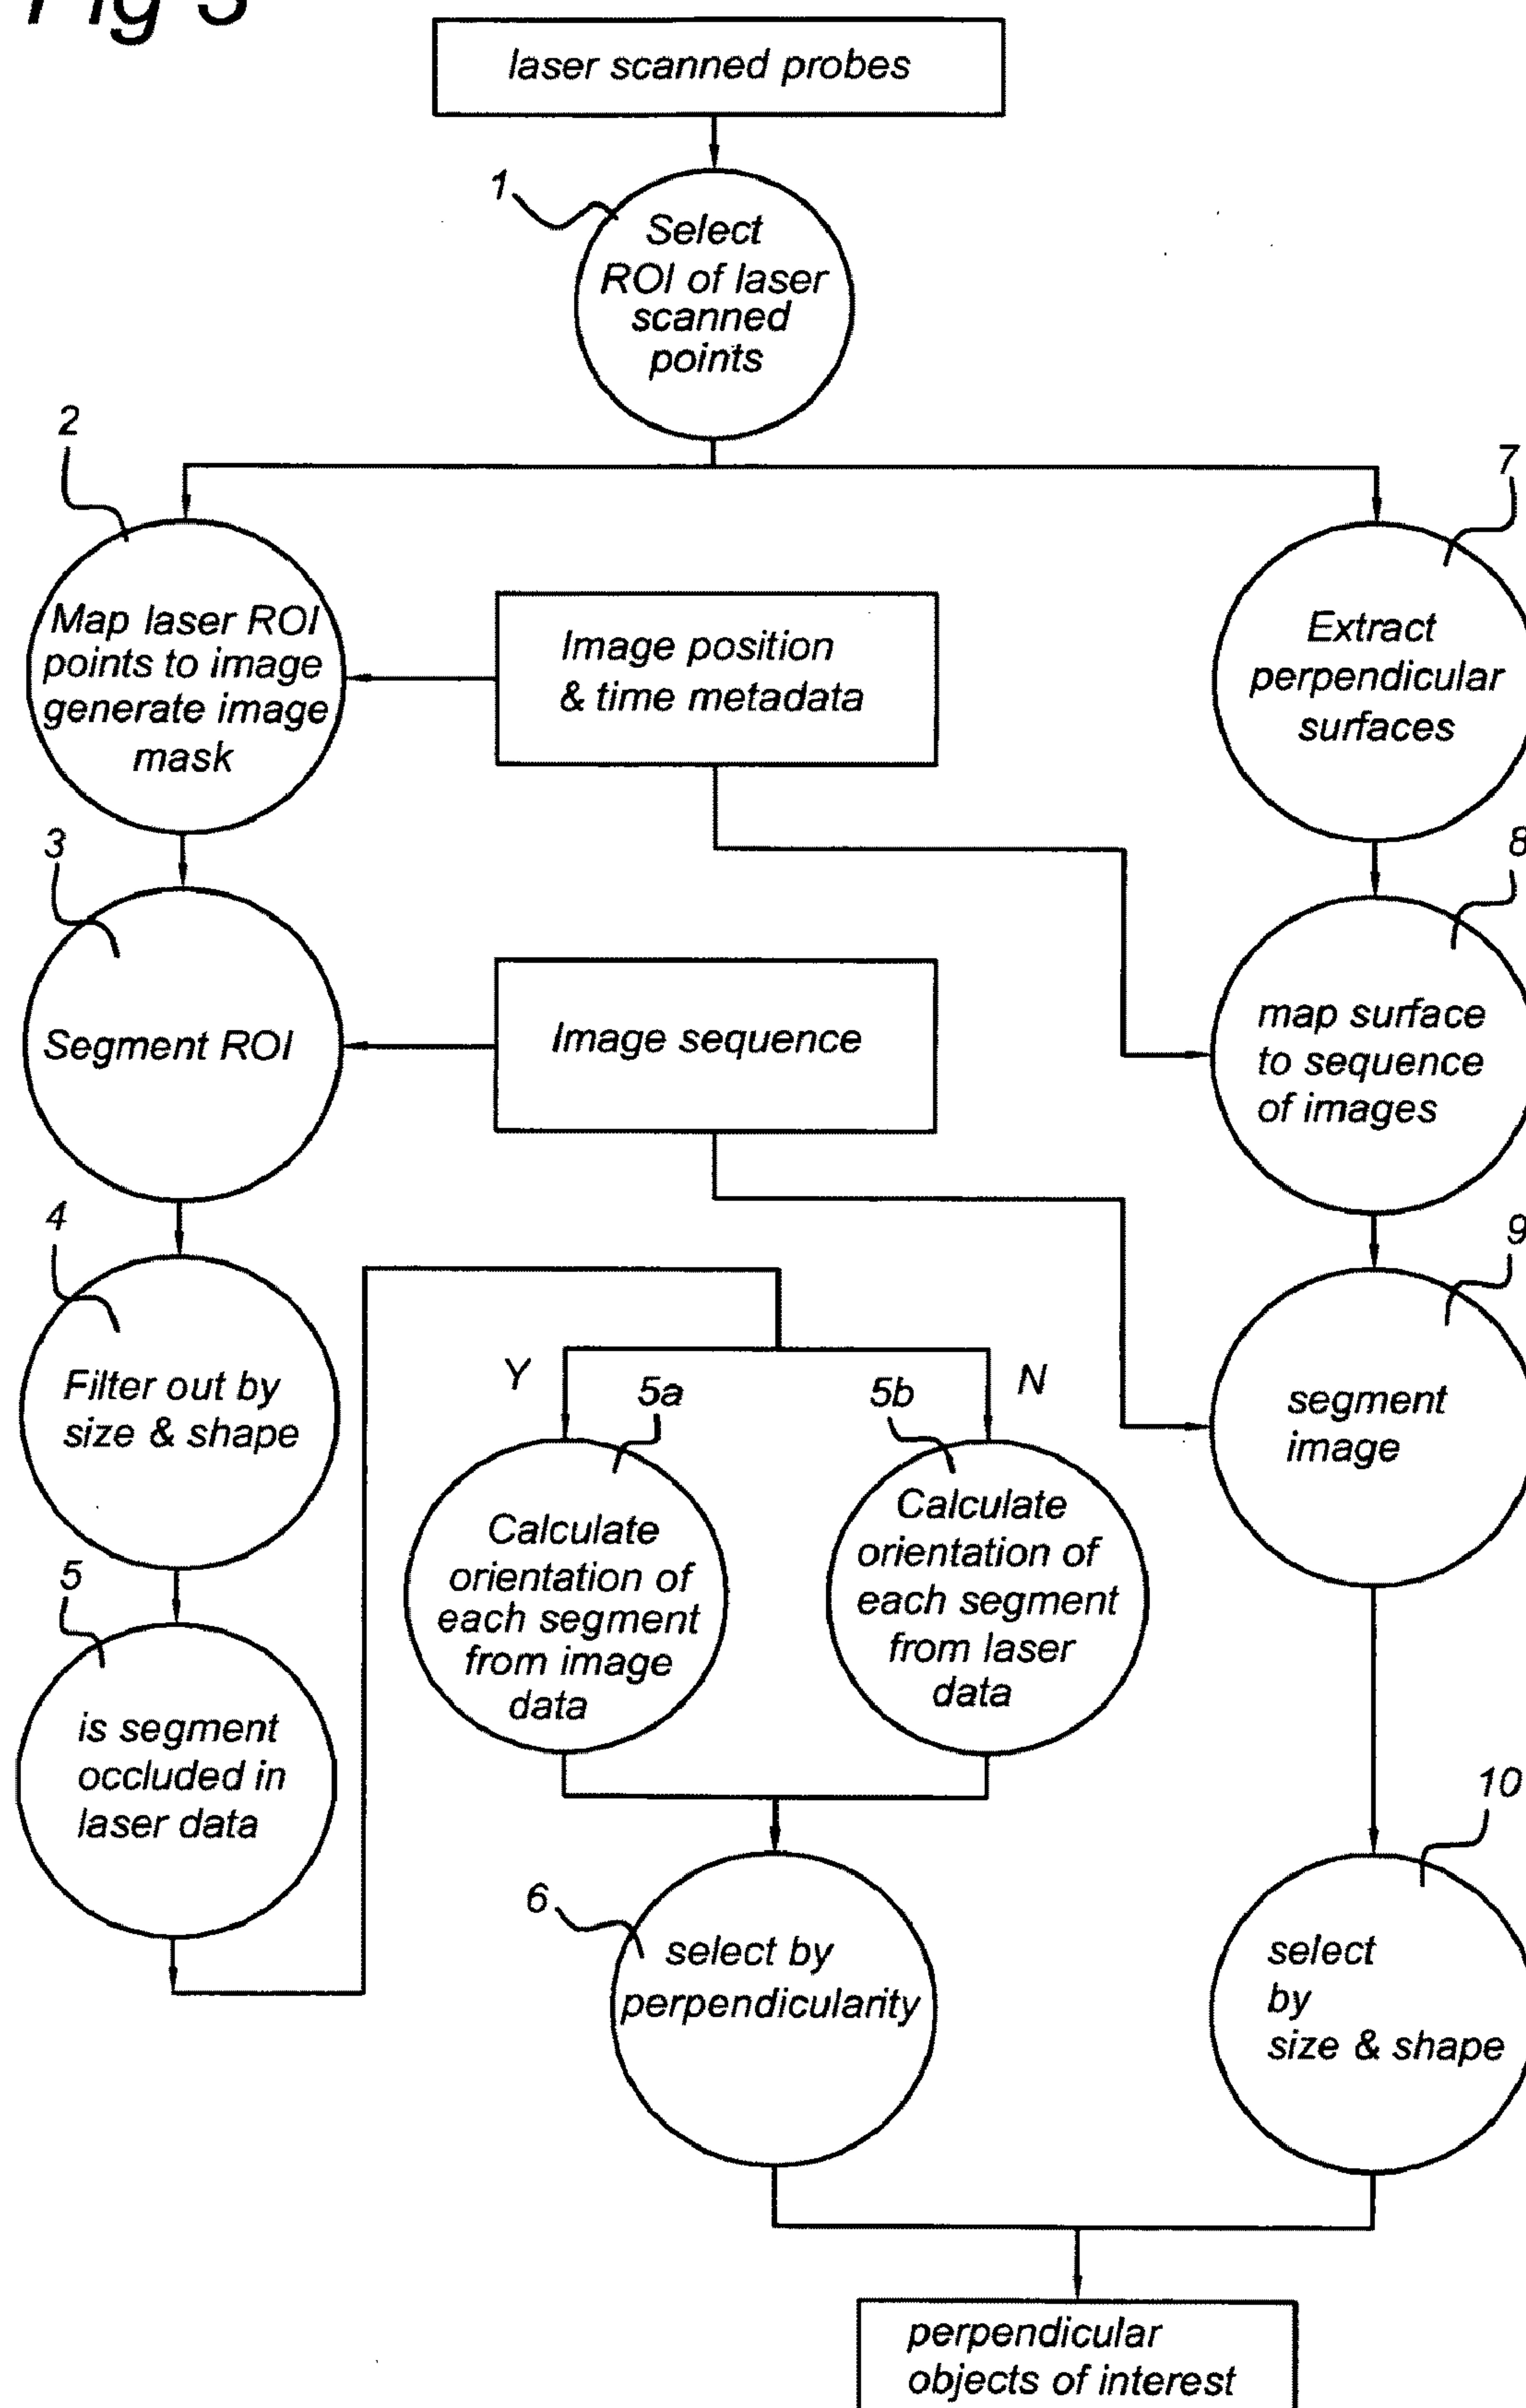 Fig 3
laser scanned probes
1
Select
ROI of laser
scanned
points
2
Map laser ROI
points to image
generate image
mask
Image position
& time metadata
7
Extract
perpendicular
surfaces
3
Segment ROI
Image sequence
8
map surface
to sequence
of images
4
Filter out by
size & shape
Y
N
5a
Calculate
orientation of
each segment
from image
data
5b
Calculate
orientation of
each segment
from laser
data
9
segment
image
5
is segment
occluded in
laser data
6
select by
perpendicularity
10
select
by
size & shape
perpendicular
objects of interest